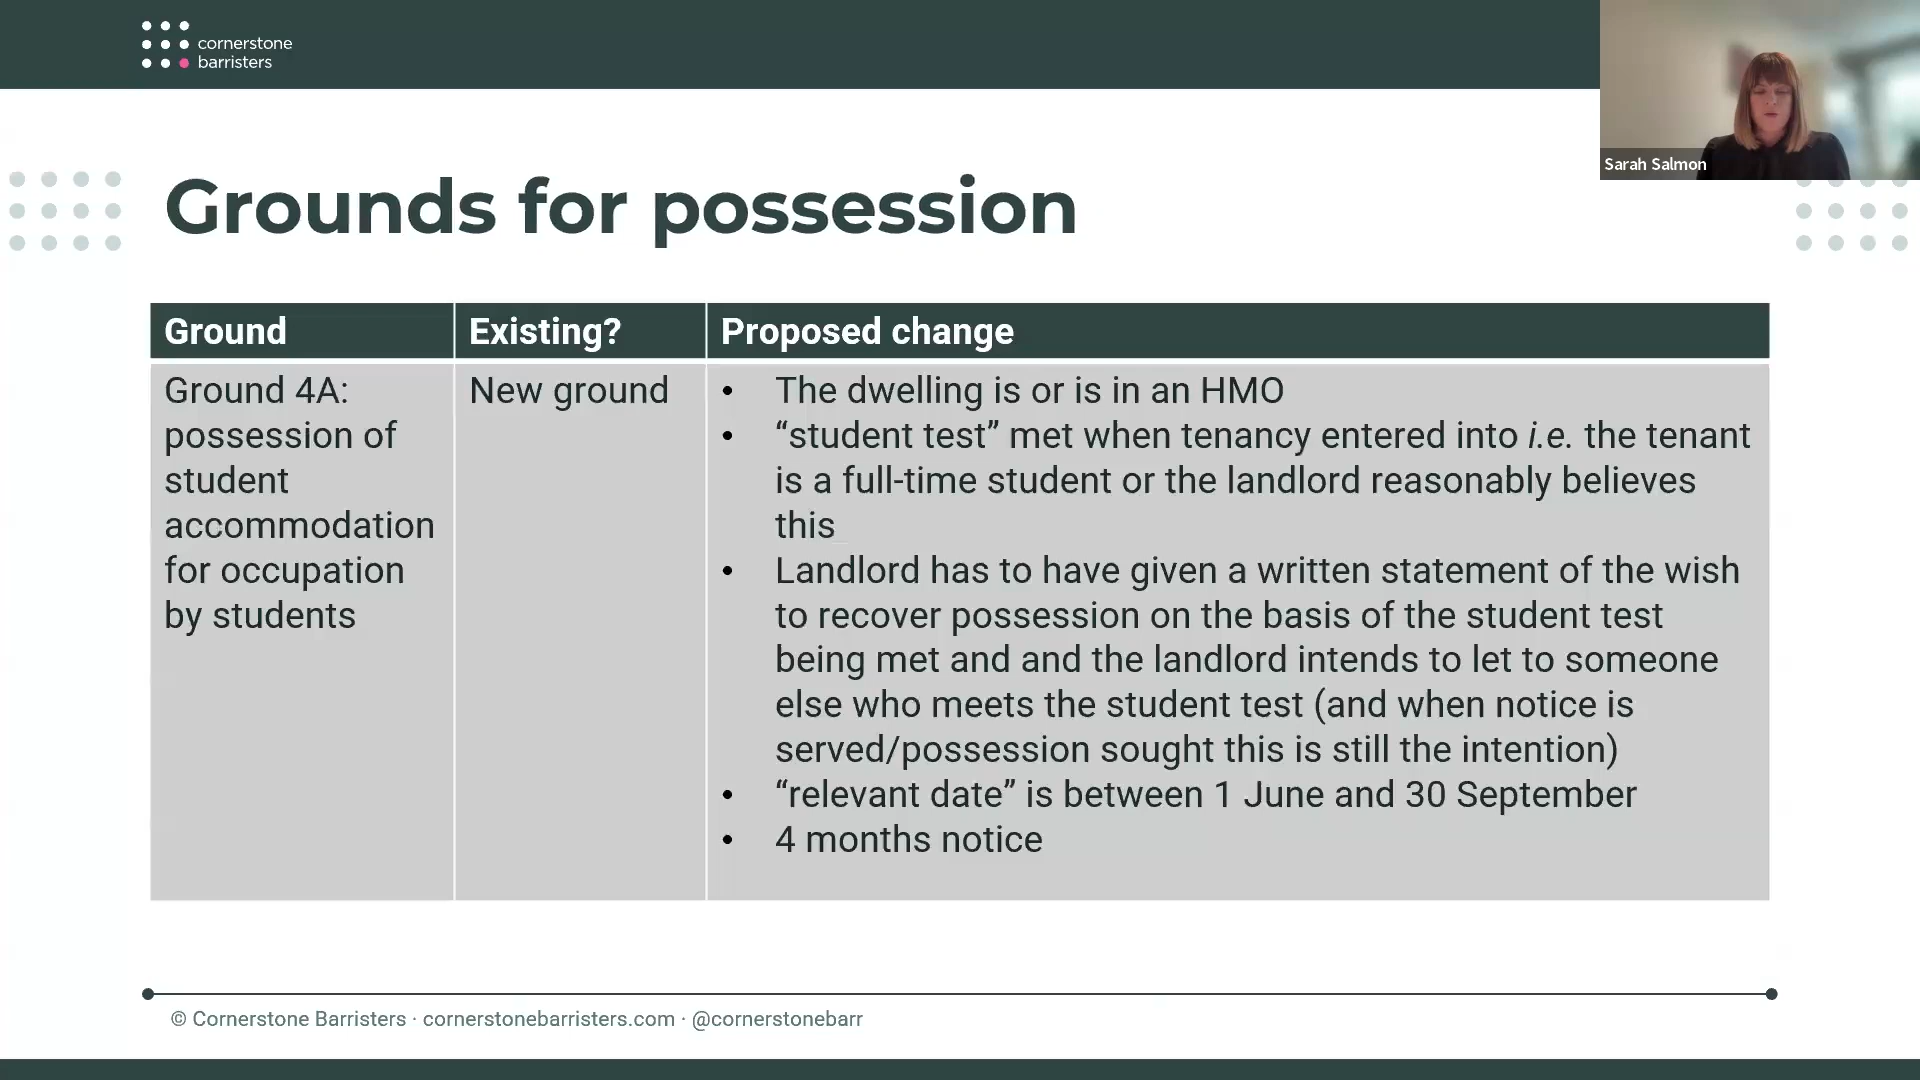 cornerstone
barristers
Sarah Salmon
Grounds for possession
Ground
Existing?
Proposed change
Ground 4A:
possession of
student
accommodation
for occupation
by students
New ground
• The dwelling is or is in an HMO
• “student test” met when tenancy entered into i.e. the tenant
is a full-time student or the landlord reasonably believes
this
• Landlord has to have given a written statement of the wish
to recover possession on the basis of the student test
being met and and the landlord intends to let to someone
else who meets the student test (and when notice is
served/possession sought this is still the intention)
• “relevant date” is between 1 June and 30 September
• 4 months notice
© Cornerstone Barristers · cornerstonebarristers.com · @cornerstonebarr